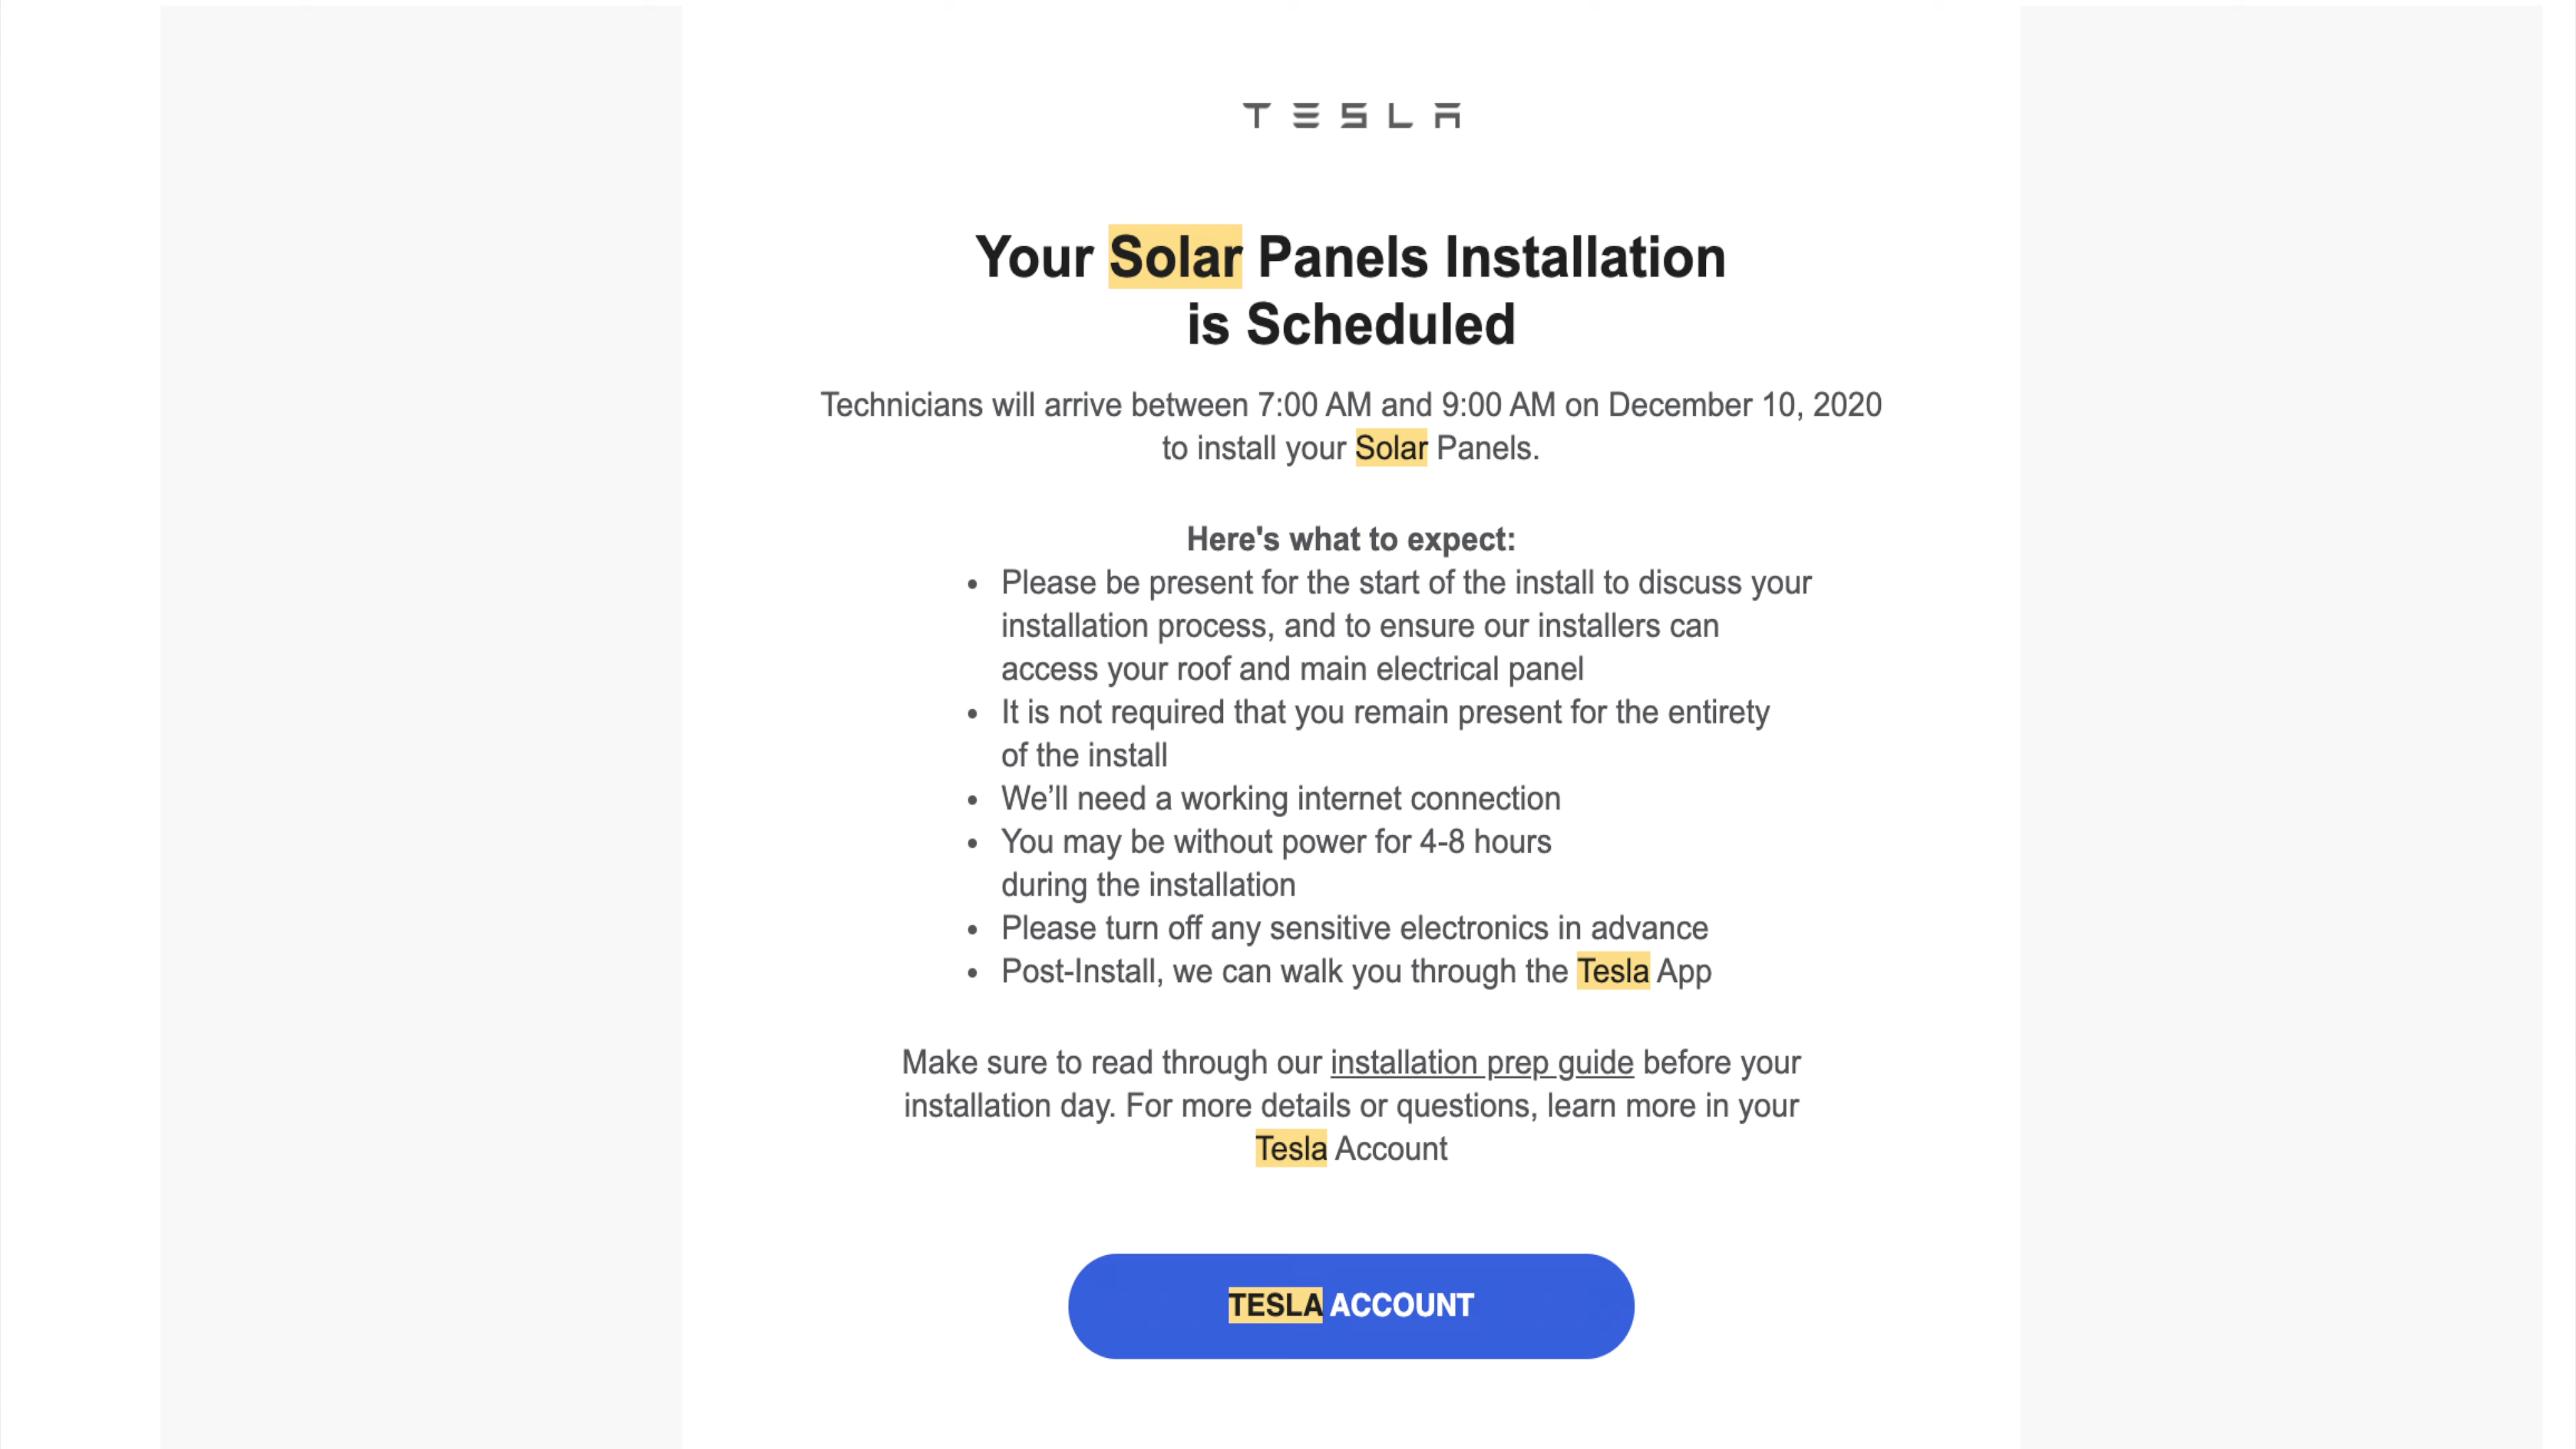 TESLA
Your Solar Panels Installation
is Scheduled
Technicians will arrive between 7:00 AM and 9:00 AM on December 10, 2020
to install your Solar Panels.
Here's what to expect:
• Please be present for the start of the install to discuss your
installation process, and to ensure our installers can
access your roof and main electrical panel
• It is not required that you remain present for the entirety
of the install
• We’ll need a working internet connection
• You may be without power for 4-8 hours
during the installation
• Please turn off any sensitive electronics in advance
• Post-Install, we can walk you through the Tesla App
Make sure to read through our installation prep guide before your
installation day. For more details or questions, learn more in your
Tesla Account
TESLA ACCOUNT